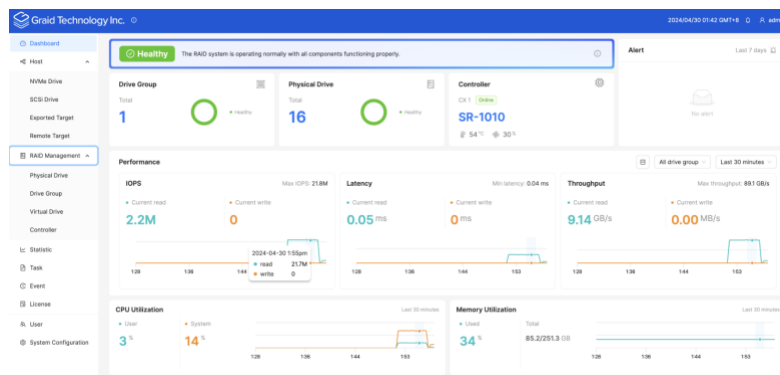 Graid Technology Inc.
2024/04/30 01:42 GMT+8
Dashboard
Host
NVMe Drive
SCSI Drive
Exported Target
Remote Target
RAID Management
Physical Drive
Drive Group
Virtual Drive
Controller
Statistic
Task
Event
License
User
System Configuration
Healthy The RAID system is operating normally with all components functioning properly.
Alert Last 7 days
No alert
Drive Group
Total
1
Healthy
Physical Drive
Total
16
Healthy
Controller
CX 1 Online
SR-1010
54 °C 30 %
Performance All drive group Last 30 minutes
IOPS Max IOPS: 21.8M
Current read Current write
2.2M 0
2024-04-30 1:55pm
read 21.7M
write 0
1:28 1:36 1:44
Latency Min latency: 0.04 ms
Current read Current write
0.05 ms 0 ms
1:28 1:36 1:44 1:53
Throughput Max throughput: 89.1 GB/s
Current read Current write
9.14 GB/s 0.00 MB/s
1:28 1:36 1:44 1:53
CPU Utilization Last 30 minutes
User System
3 % 14 %
1:28 1:36 1:44 1:53
Memory Utilization Last 30 minutes
Used Total
34 % 85.2/251.3 GB
1:28 1:36 1:44 1:53